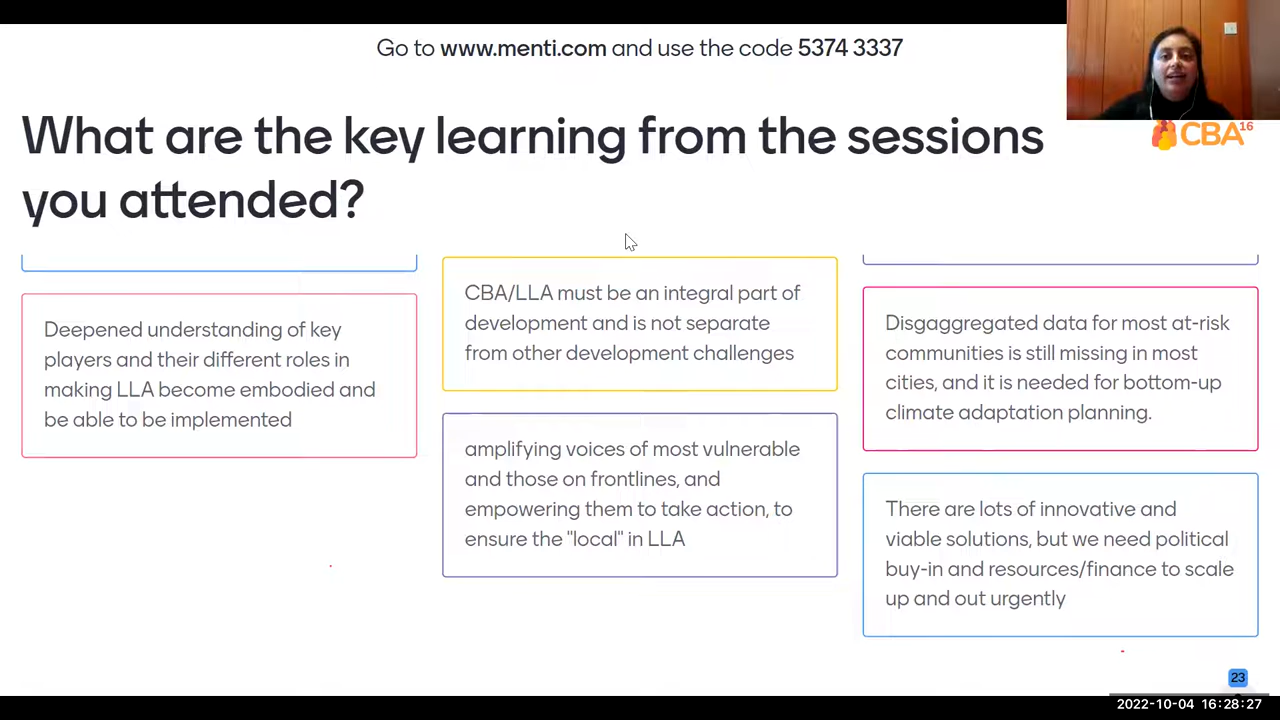 Go to www.menti.com and use the code 5374 3337
What are the key learning from the sessions
you attended?
CBA16
Deepened understanding of key
players and their different roles in
making LLA become embodied and
be able to be implemented
CBA/LLA must be an integral part of
development and is not separate
from other development challenges
amplifying voices of most vulnerable
and those on frontlines, and
empowering them to take action, to
ensure the "local" in LLA
Disgaggregated data for most at-risk
communities is still missing in most
cities, and it is needed for bottom-up
climate adaptation planning.
There are lots of innovative and
viable solutions, but we need political
buy-in and resources/finance to scale
up and out urgently
23
2022-10-04 16:28:27